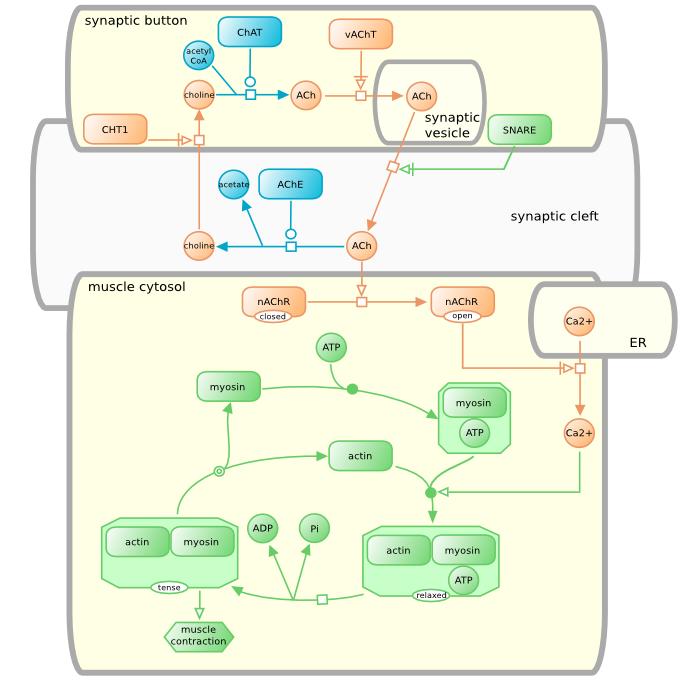 synaptic button
ChAT
vAChT
acetyl
CoA
choline
ACh
ACh
synaptic
vesicle
CHT1
SNARE
acetate
AChE
synaptic cleft
choline
ACh
muscle cytosol
nAChR
closed
nAChR
open
Ca2+
ER
ATP
myosin
myosin
ATP
Ca2+
actin
actin
myosin
tense
ADP
Pi
actin
myosin
ATP
relaxed
muscle
contraction